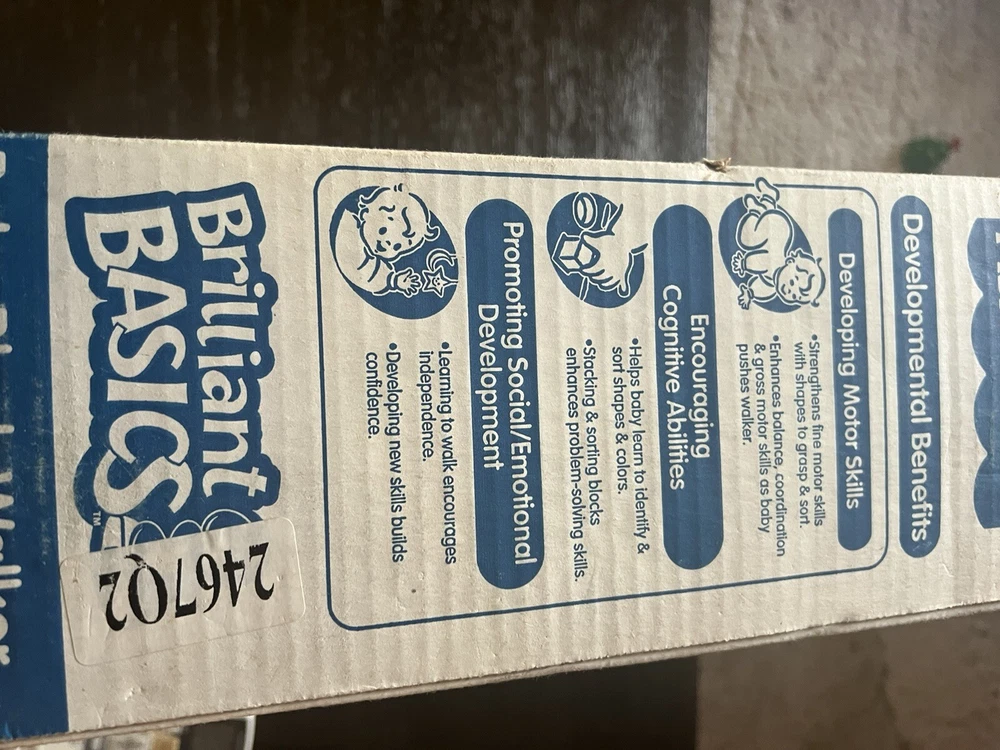 Developmental Benefits
Developing Motor Skills
•Strengthens fine motor skills
with shapes to grasp & sort.
•Enhances balance, coordination
& gross motor skills as baby
pushes walker.
Encouraging
Cognitive Abilities
•Helps baby learn to identify &
sort shapes & colors.
•Stacking & sorting blocks
enhances problem-solving skills.
Promoting Social/Emotional
Development
•Learning to walk encourages
independence.
•Developing new skills builds
confidence.
Brilliant
BASICS™
2467Q2
Walker